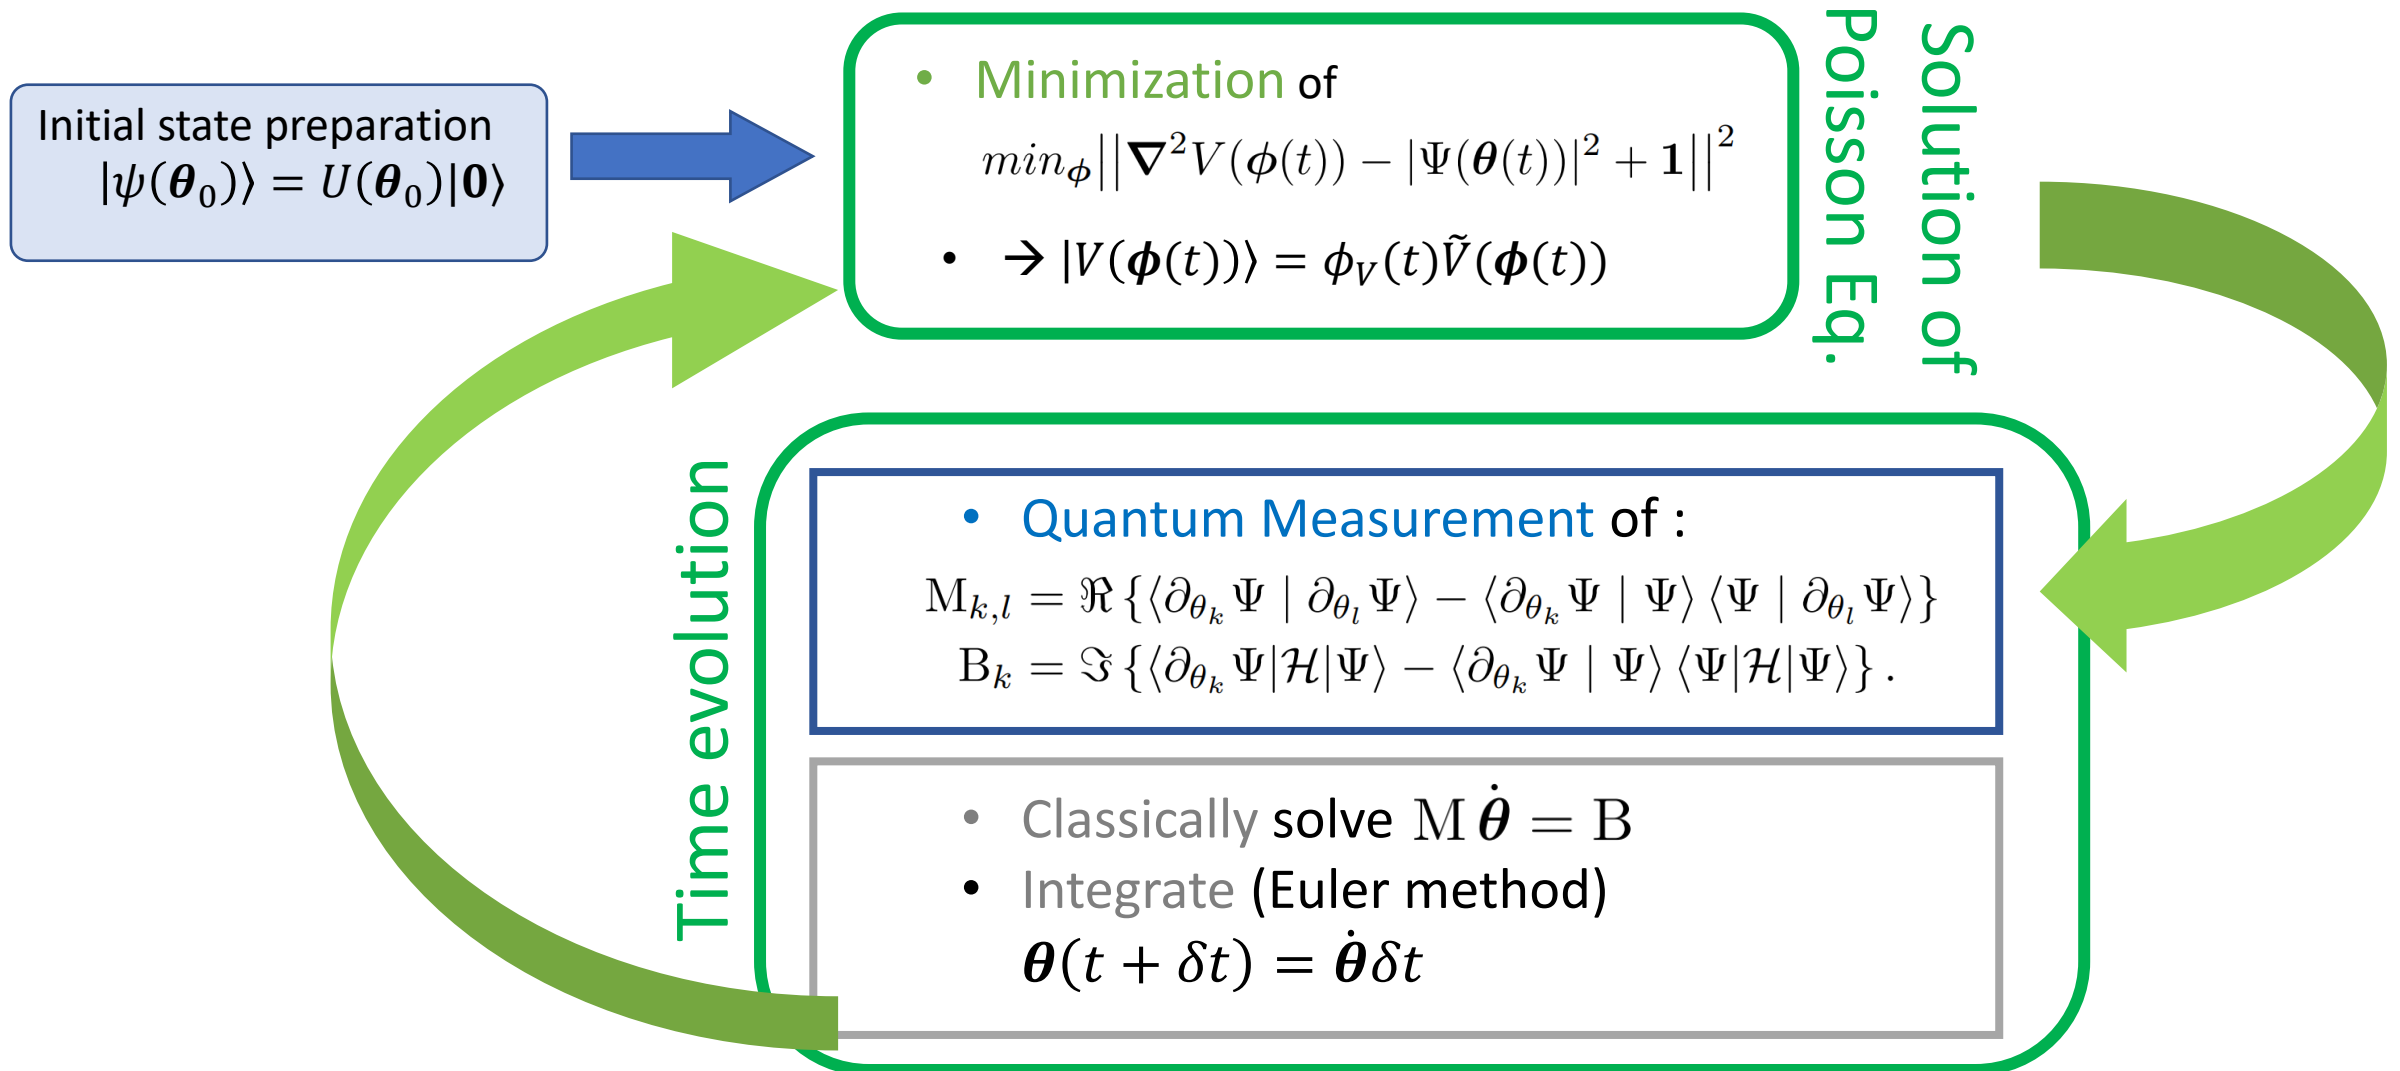 Initial state preparation
|ψ(θ₀)⟩ = U(θ₀)|0⟩
• Minimization of
min_ϕ||∇²V(ϕ(t)) − |Ψ(θ(t))|² + 1||²
• → |V(ϕ(t))⟩ = ϕ_V(t)Ṽ(ϕ(t))
Solution of
Poisson Eq.
Time evolution
• Quantum Measurement of :
M_{k,l} = ℜ {⟨∂_{θ_k} Ψ | ∂_{θ_l} Ψ⟩ − ⟨∂_{θ_k} Ψ | Ψ⟩ ⟨Ψ | ∂_{θ_l} Ψ⟩}
B_k = ℑ {⟨∂_{θ_k} Ψ|ℋ|Ψ⟩ − ⟨∂_{θ_k} Ψ | Ψ⟩ ⟨Ψ|ℋ|Ψ⟩} .
• Classically solve M θ̇ = B
• Integrate (Euler method)
θ(t + δt) = θ̇δt